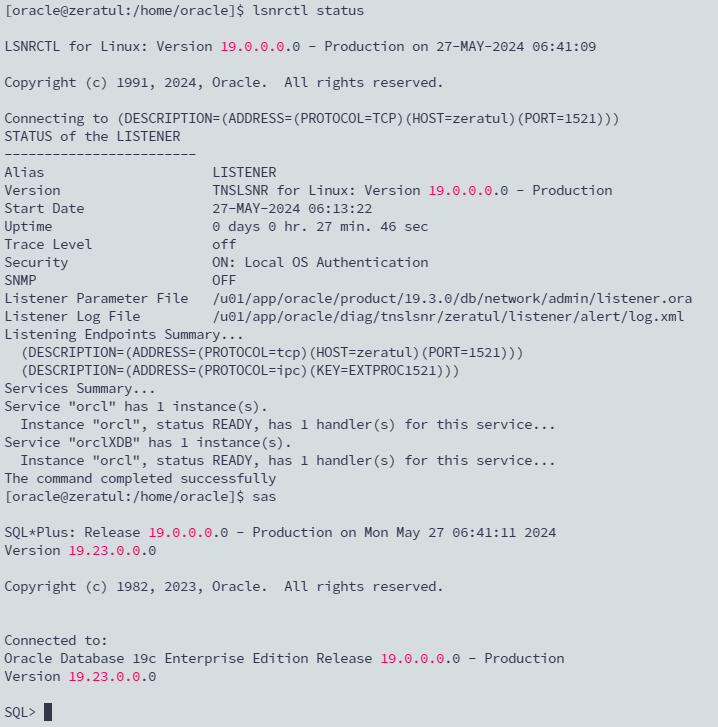 [oracle@zeratul:/home/oracle]$ lsnrctl status
LSNRCTL for Linux: Version 19.0.0.0.0 - Production on 27-MAY-2024 06:41:09
Copyright (c) 1991, 2024, Oracle.  All rights reserved.
Connecting to (DESCRIPTION=(ADDRESS=(PROTOCOL=TCP)(HOST=zeratul)(PORT=1521)))
STATUS of the LISTENER
------------------------
Alias                     LISTENER
Version                   TNSLSNR for Linux: Version 19.0.0.0.0 - Production
Start Date                27-MAY-2024 06:13:22
Uptime                    0 days 0 hr. 27 min. 46 sec
Trace Level               off
Security                  ON: Local OS Authentication
SNMP                      OFF
Listener Parameter File   /u01/app/oracle/product/19.3.0/db/network/admin/listener.ora
Listener Log File         /u01/app/oracle/diag/tnslsnr/zeratul/listener/alert/log.xml
Listening Endpoints Summary...
  (DESCRIPTION=(ADDRESS=(PROTOCOL=tcp)(HOST=zeratul)(PORT=1521)))
  (DESCRIPTION=(ADDRESS=(PROTOCOL=ipc)(KEY=EXTPROC1521)))
Services Summary...
Service "orcl" has 1 instance(s).
  Instance "orcl", status READY, has 1 handler(s) for this service...
Service "orclXDB" has 1 instance(s).
  Instance "orcl", status READY, has 1 handler(s) for this service...
The command completed successfully
[oracle@zeratul:/home/oracle]$ sas
SQL*Plus: Release 19.0.0.0.0 - Production on Mon May 27 06:41:11 2024
Version 19.23.0.0.0
Copyright (c) 1982, 2023, Oracle.  All rights reserved.
Connected to:
Oracle Database 19c Enterprise Edition Release 19.0.0.0.0 - Production
Version 19.23.0.0.0
SQL>